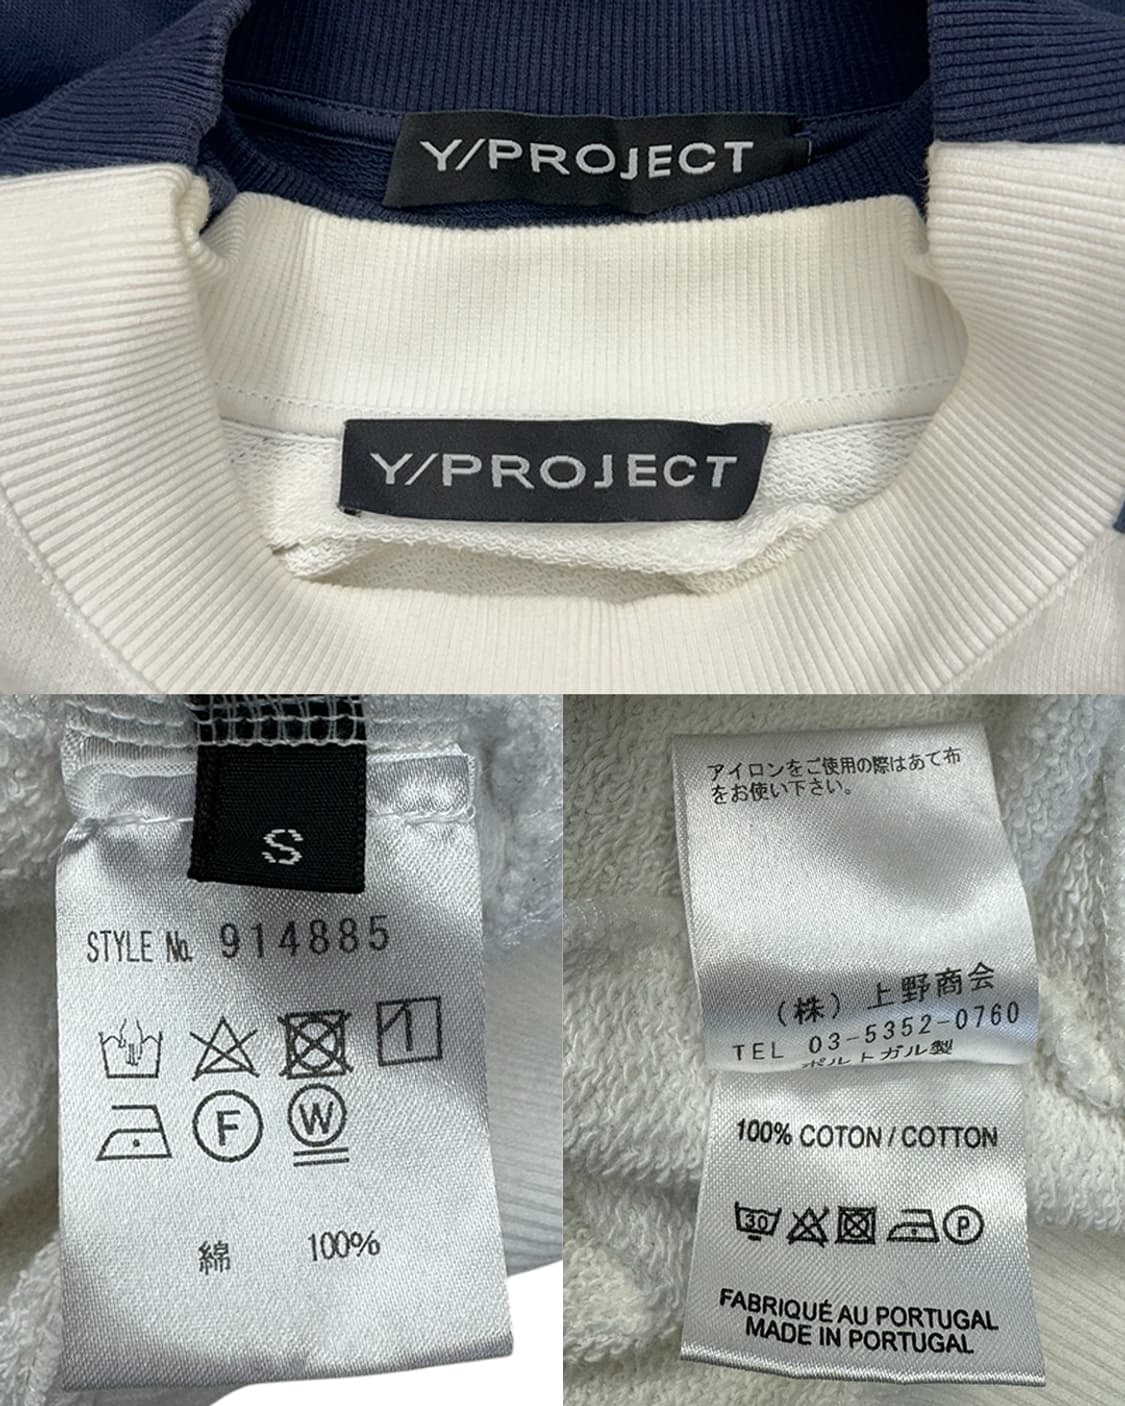 Y/PROJECT
Y/PROJECT
S
STYLE No. 914885
F
W
綿 100%
アイロンをご使用の際はあて布
をお使い下さい。
(株) 上野商会
TEL 03-5352-0760
ポルトガル製
100% COTON / COTTON
30
P
FABRIQUÉ AU PORTUGAL
MADE IN PORTUGAL